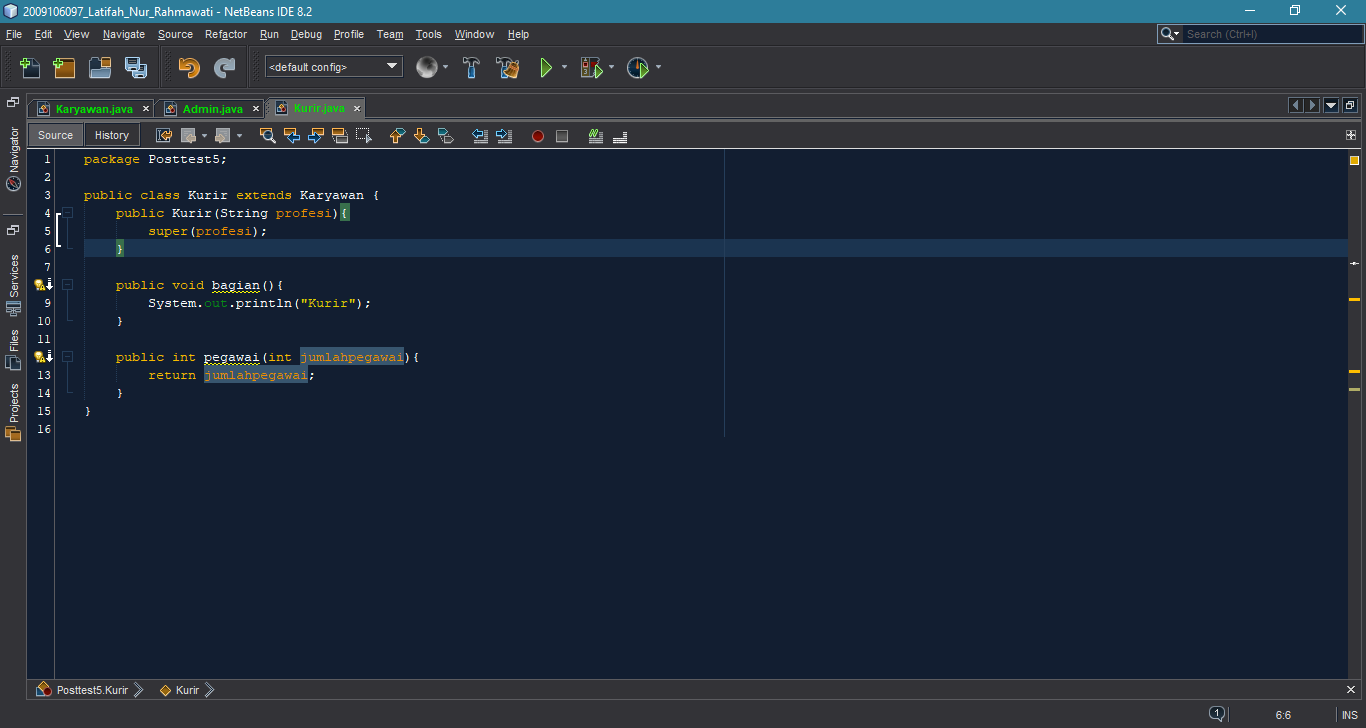 2009106097_Latifah_Nur_Rahmawati - NetBeans IDE 8.2
File Edit View Navigate Source Refactor Run Debug Profile Team Tools Window Help
Search (Ctrl+I)
<default config>
Karyawan.java Admin.java Kurir.java
Source History
Navigator
Services
Files
Projects
1 package Posttest5;
2
3 public class Kurir extends Karyawan {
4 public Kurir(String profesi){
5 super(profesi);
6 }
7
public void bagian(){
9 System.out.println("Kurir");
10 }
11
public int pegawai(int jumlahpegawai){
13 return jumlahpegawai;
14 }
15 }
16
Posttest5.Kurir Kurir
1 6:6 INS